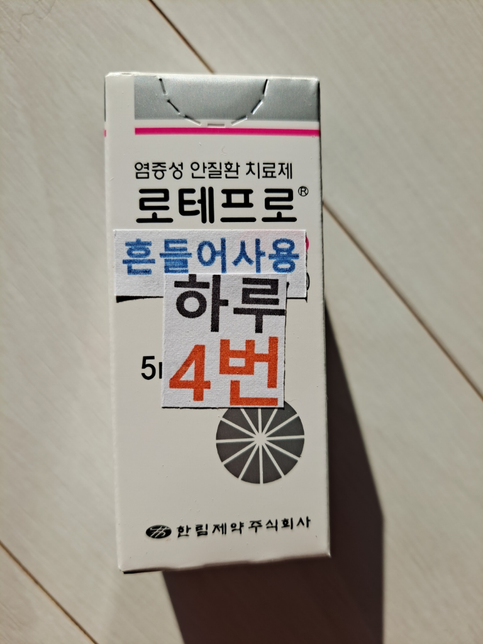 염증성 안질환 치료제
로테프로®
흔들어사용
하루
4번
한림제약주식회사